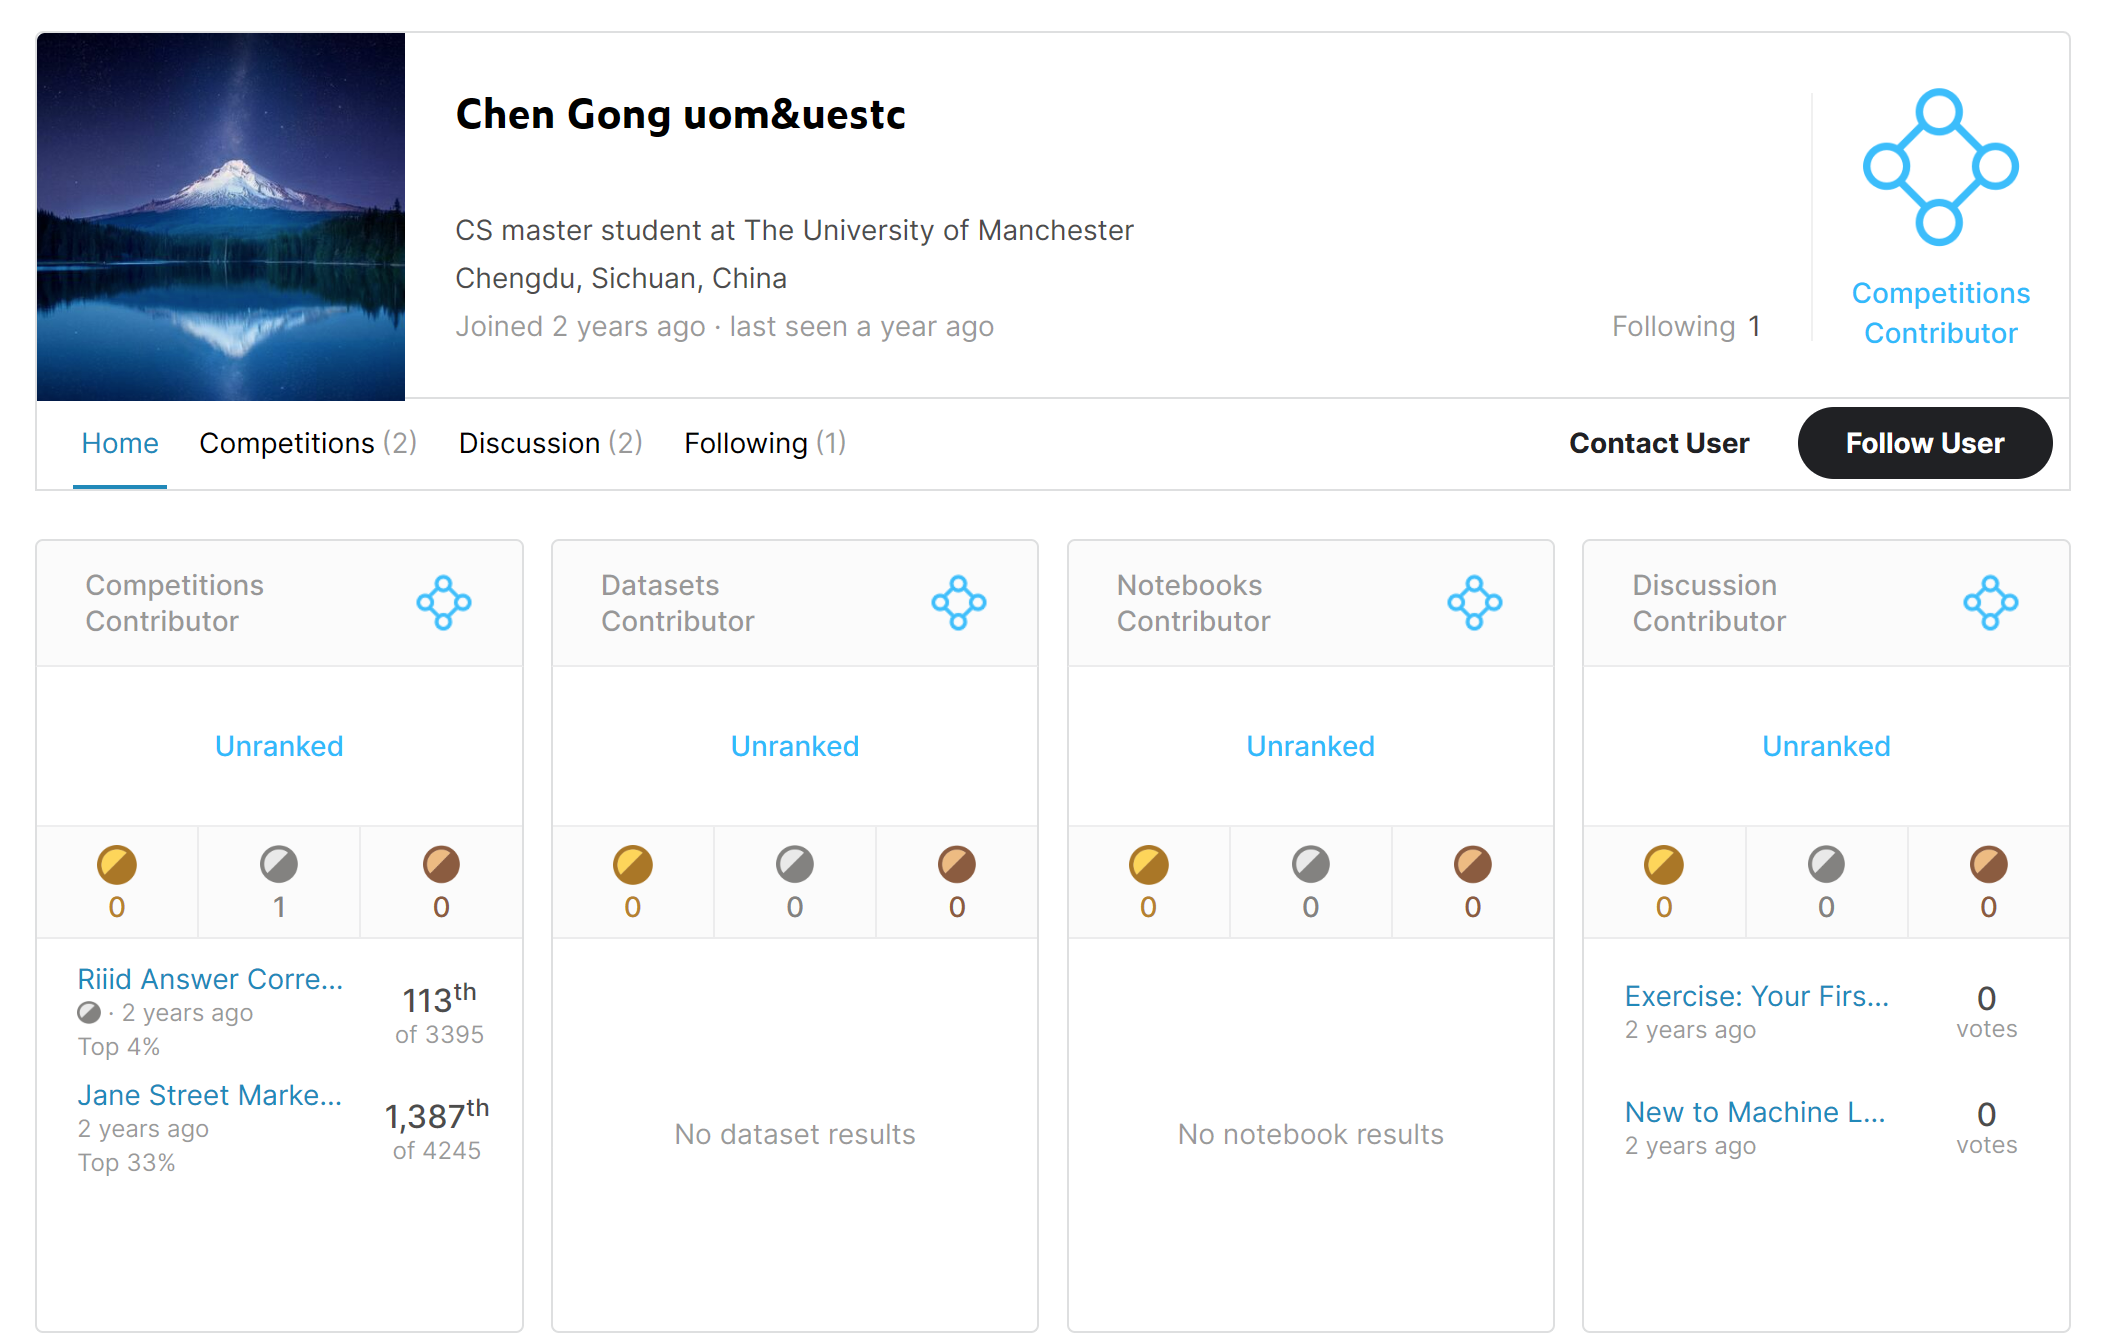 Chen Gong uom&uestc
CS master student at The University of Manchester
Chengdu, Sichuan, China
Joined 2 years ago · last seen a year ago
Following 1
Competitions
Contributor
Home
Competitions (2)
Discussion (2)
Following (1)
Contact User
Follow User
Competitions
Contributor
Unranked
0
1
0
Riiid Answer Corre...
· 2 years ago
Top 4%
113th
of 3395
Jane Street Marke...
2 years ago
Top 33%
1,387th
of 4245
Datasets
Contributor
Unranked
0
0
0
No dataset results
Notebooks
Contributor
Unranked
0
0
0
No notebook results
Discussion
Contributor
Unranked
0
0
0
Exercise: Your Firs...
2 years ago
0
votes
New to Machine L...
2 years ago
0
votes